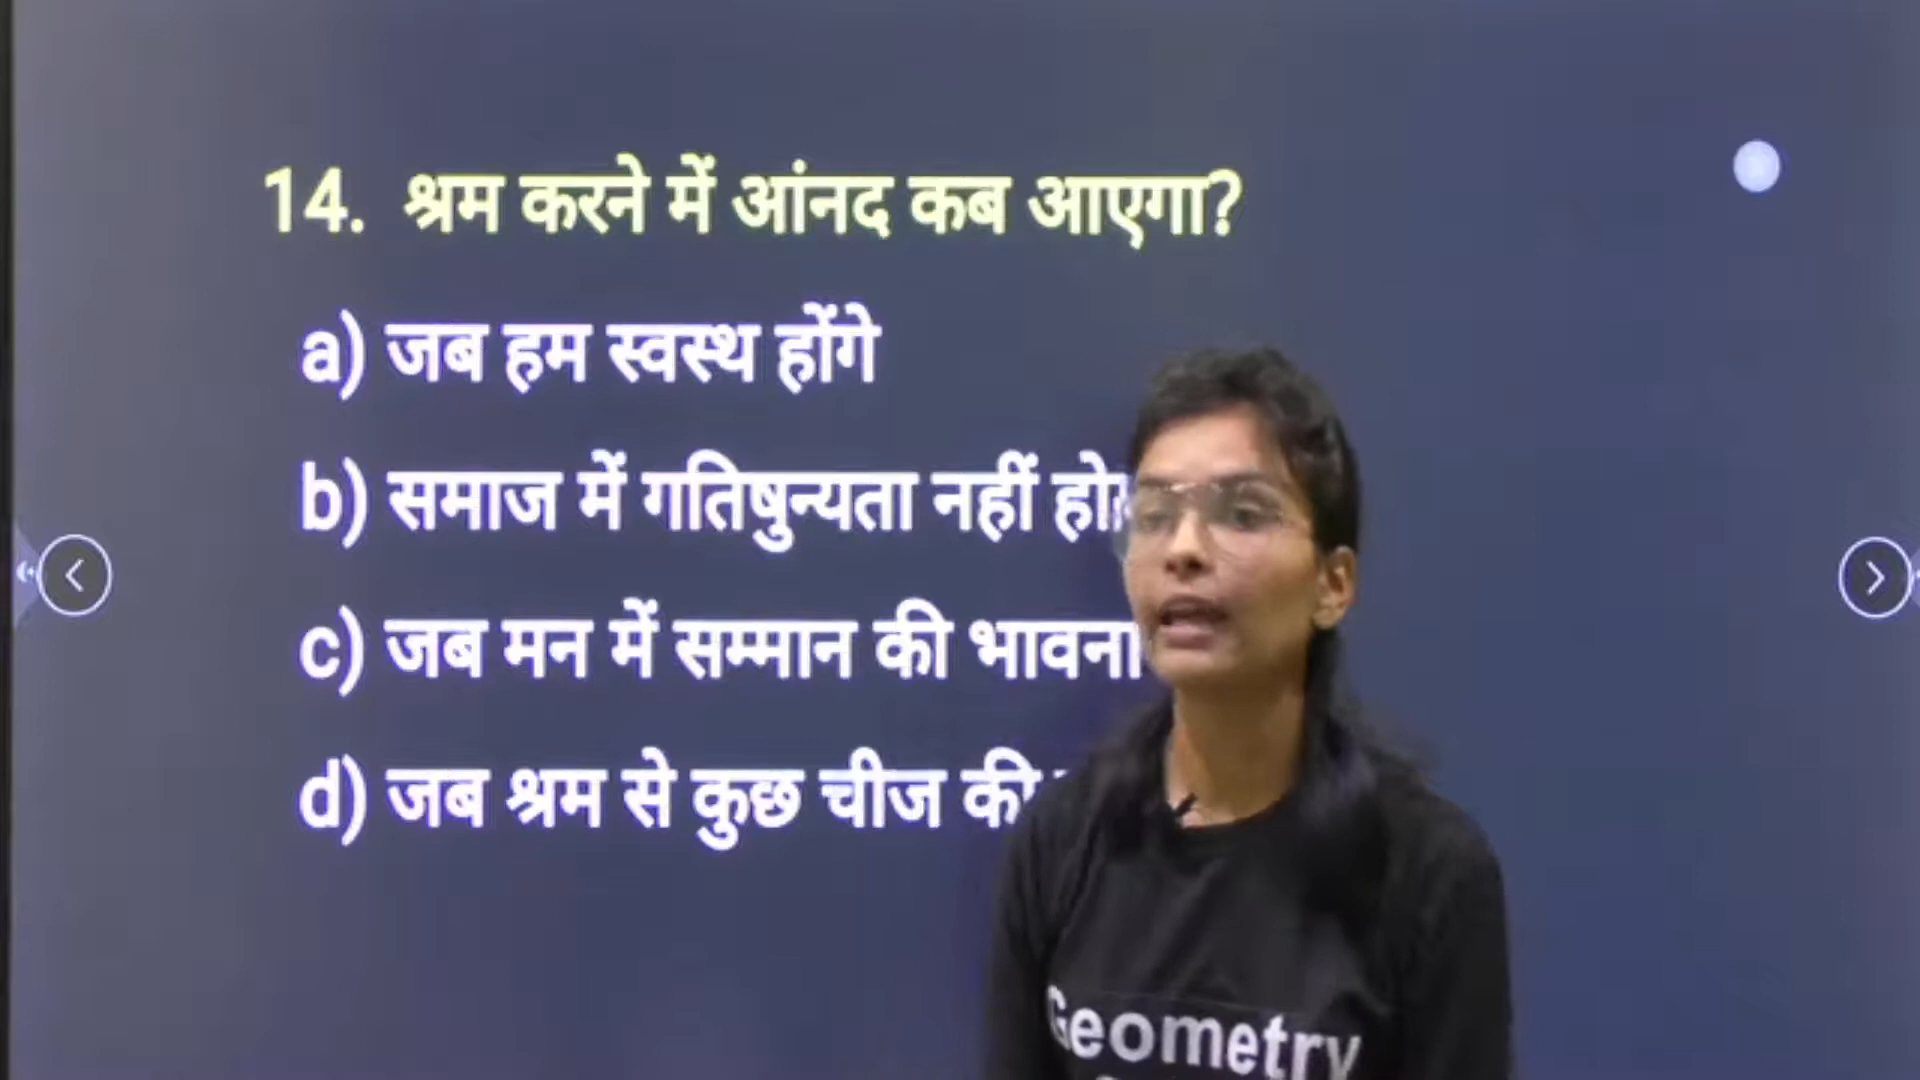 14. श्रम करने में आंनद कब आएगा?
a) जब हम स्वस्थ होंगे
b) समाज में गतिषुन्यता नहीं
c) जब मन में सम्मान की भावना
d) जब श्रम से कुछ चीज की
Geometry